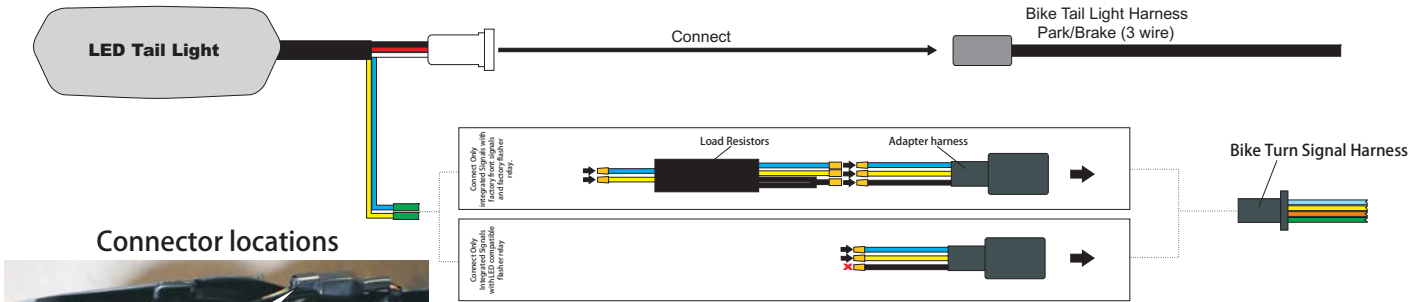 Bike Tail Light Harness
Park/Brake (3 wire)
LED Tail Light
Connect
Connect Only
integrated Signals with
factory front signals
and factory flasher
relay.
Load Resistors
Adapter harness
Bike Turn Signal Harness
Connect Only
Integrated Signals
with LED compatible
flasher relay
x
Connector locations